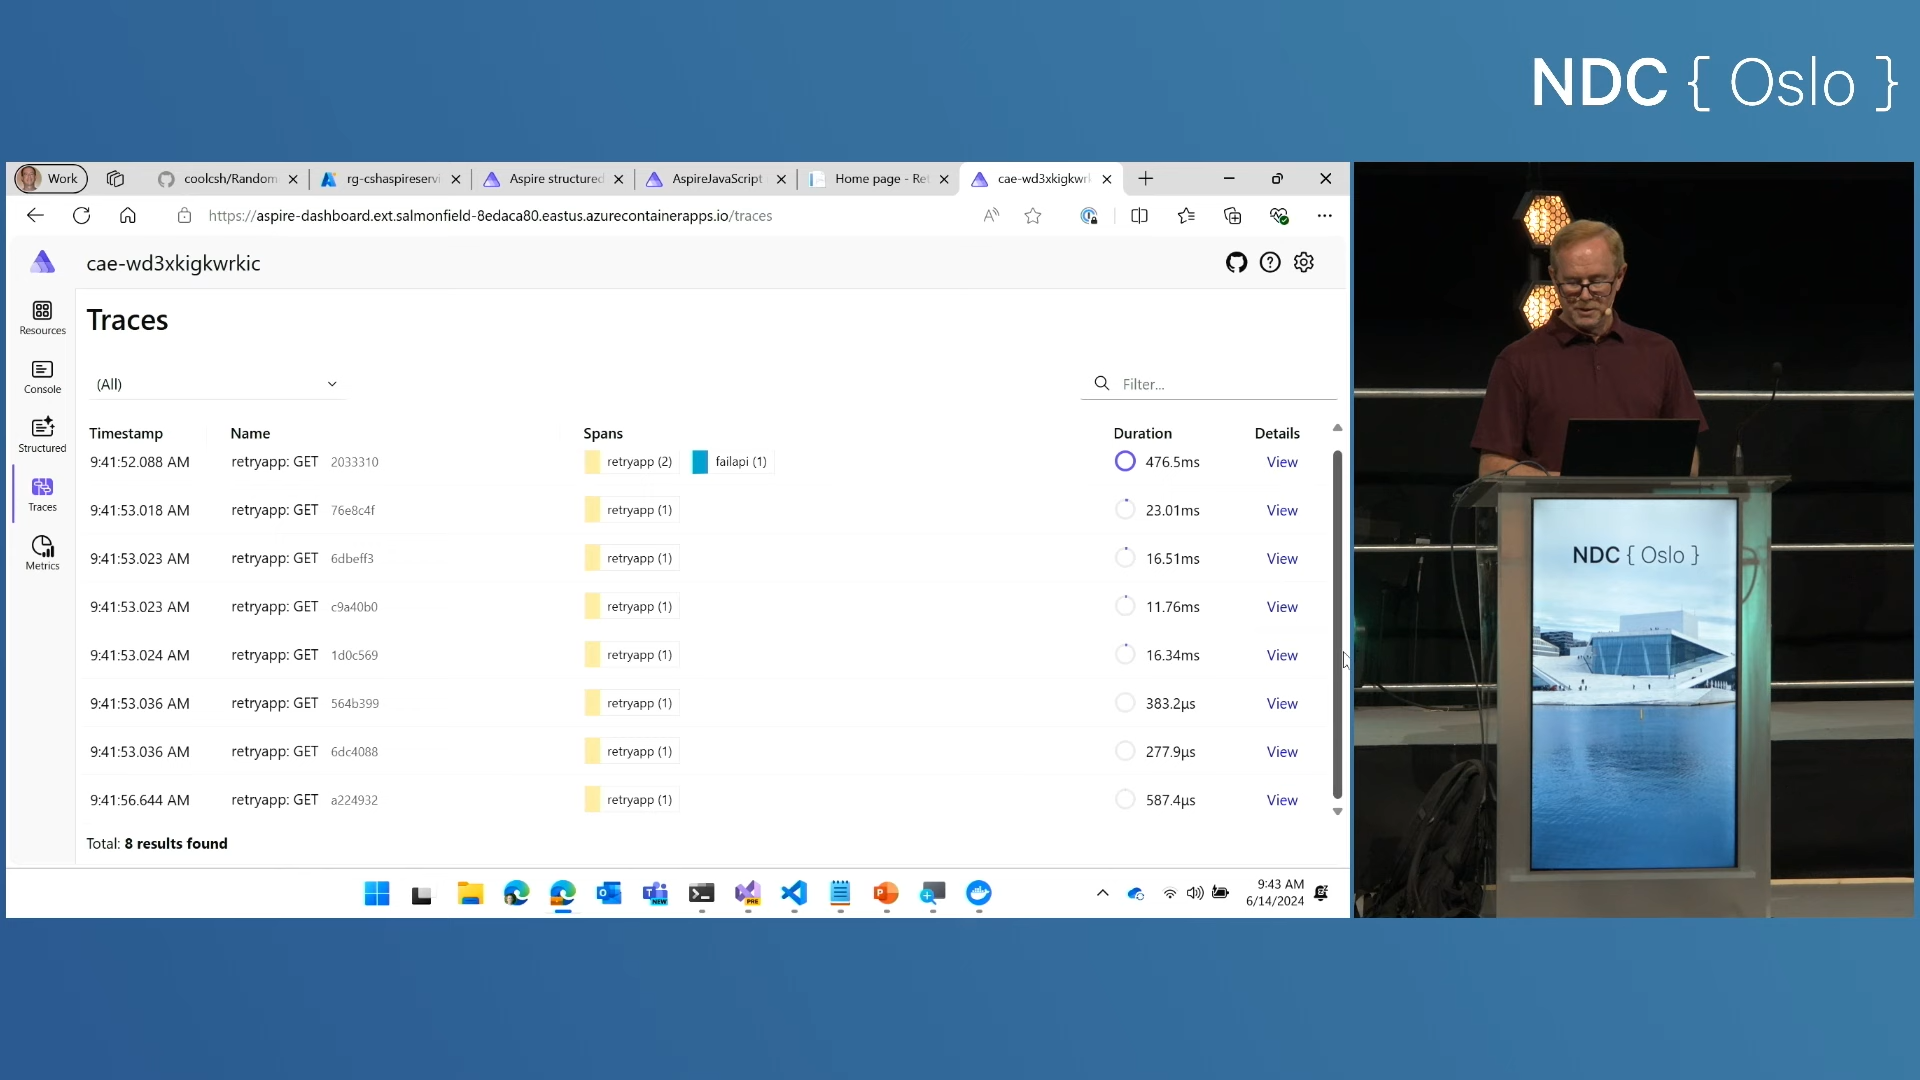 NDC { Oslo }
Work
coolcsh/Random
rg-cshaspireservi
Aspire structured
AspireJavaScript
Home page - Ret
cae-wd3xkigkwrk
https://aspire-dashboard.ext.salmonfield-8edaca80.eastus.azurecontainerapps.io/traces
cae-wd3xkigkwrkic
Resources
Console
Structured
Traces
Metrics
Traces
(All)
Filter...
Timestamp Name Spans Duration Details
9:41:52.088 AM retryapp: GET 2033310 retryapp (2) failapi (1) 476.5ms View
9:41:53.018 AM retryapp: GET 76e8c4f retryapp (1) 23.01ms View
9:41:53.023 AM retryapp: GET 6dbeff3 retryapp (1) 16.51ms View
9:41:53.023 AM retryapp: GET c9a40b0 retryapp (1) 11.76ms View
9:41:53.024 AM retryapp: GET 1d0c569 retryapp (1) 16.34ms View
9:41:53.036 AM retryapp: GET 564b399 retryapp (1) 383.2μs View
9:41:53.036 AM retryapp: GET 6dc4088 retryapp (1) 277.9μs View
9:41:56.644 AM retryapp: GET a224932 retryapp (1) 587.4μs View
Total: 8 results found
NEW
PRE
9:43 AM
6/14/2024
NDC { Oslo }